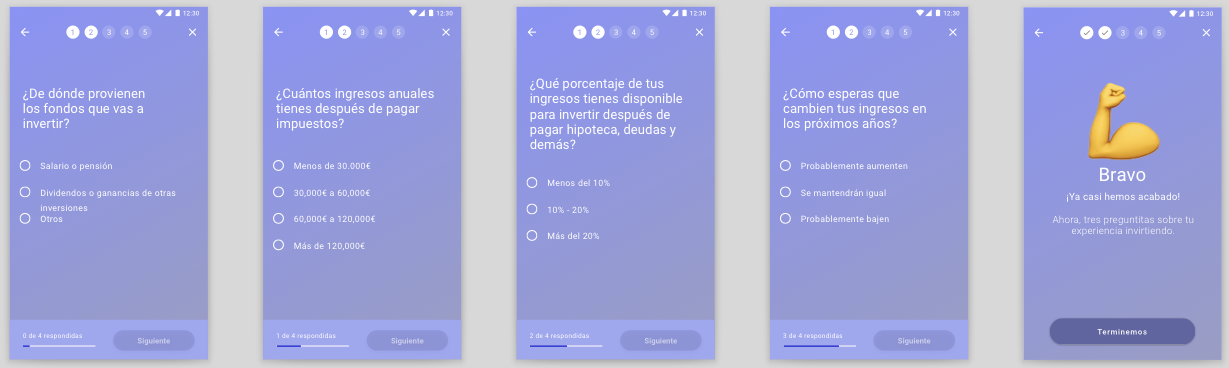 12:30
1 2 3 4 5
¿De dónde provienen
los fondos que vas a
invertir?
Salario o pensión
Dividendos o ganancias de otras
inversiones
Otros
0 de 4 respondidas
Siguiente
12:30
1 2 3 4 5
¿Cuántos ingresos anuales
tienes después de pagar
impuestos?
Menos de 30.000€
30,000€ a 60,000€
60,000€ a 120,000€
Más de 120,000€
1 de 4 respondidas
Siguiente
12:30
1 2 3 4 5
¿Qué porcentaje de tus
ingresos tienes disponible
para invertir después de
pagar hipoteca, deudas y
demás?
Menos del 10%
10% - 20%
Más del 20%
2 de 4 respondidas
Siguiente
12:30
1 2 3 4 5
¿Cómo esperas que
cambien tus ingresos en
los próximos años?
Probablemente aumenten
Se mantendrán igual
Probablemente bajen
3 de 4 respondidas
Siguiente
12:30
3 4 5
Bravo
¡Ya casi hemos acabado!
Ahora, tres preguntitas sobre tu
experiencia invirtiendo.
Terminemos